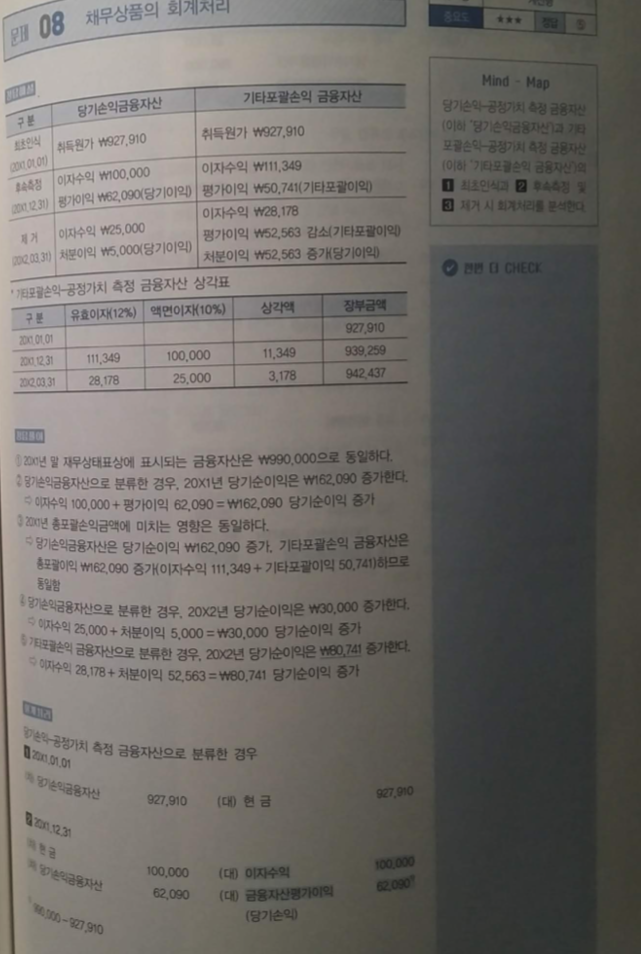 문제 08 채무상품의 회계처리
중요도 ★★★ 정답 ⑤
Mind - Map
당기손익-공정가치 측정 금융자산
(이하 '당기손익금융자산')과 기타
포괄손익-공정가치 측정 금융자산
(이하 '기타포괄손익 금융자산')의
1 최초인식과 2 후속측정 및
3 제거 시 회계처리를 분석한다.
관련 더 CHECK
구 분 당기손익금융자산 기타포괄손익 금융자산
최초인식 (20X1.01.01) 취득원가 ₩927,910 취득원가 ₩927,910
후속측정 (20X1.12.31) 이자수익 ₩100,000 이자수익 ₩111,349
평가이익 ₩62,090(당기이익) 평가이익 ₩50,741(기타포괄이익)
제 거 (20X2.03.31) 이자수익 ₩25,000 이자수익 ₩28,178
처분이익 ₩5,000(당기이익) 평가이익 ₩52,563 감소(기타포괄이익)
처분이익 ₩52,563 증가(당기이익)
* 기타포괄손익-공정가치 측정 금융자산 상각표
구 분 유효이자(12%) 액면이자(10%) 상각액 장부금액
20X1.01.01 927,910
20X1.12.31 111,349 100,000 11,349 939,259
20X2.03.31 28,178 25,000 3,178 942,437
① 20X1년 말 재무상태표상에 표시되는 금융자산은 ₩990,000으로 동일하다.
② 당기손익금융자산으로 분류한 경우, 20X1년 당기순이익은 ₩162,090 증가한다.
⇨ 이자수익 100,000 + 평가이익 62,090 = ₩162,090 당기순이익 증가
③ 20X1년 총포괄손익금액에 미치는 영향은 동일하다.
⇨ 당기손익금융자산은 당기순이익 ₩162,090 증가, 기타포괄손익 금융자산은
총포괄이익 ₩162,090 증가(이자수익 111,349 + 기타포괄이익 50,741)하므로
동일함
④ 당기손익금융자산으로 분류한 경우, 20X2년 당기순이익은 ₩30,000 증가한다.
⇨ 이자수익 25,000 + 처분이익 5,000 = ₩30,000 당기순이익 증가
⑤ 기타포괄손익 금융자산으로 분류한 경우, 20X2년 당기순이익은 ₩80,741 증가한다.
⇨ 이자수익 28,178 + 처분이익 52,563 = ₩80,741 당기순이익 증가
당기손익-공정가치 측정 금융자산으로 분류한 경우
1 20X1.01.01
(차) 당기손익금융자산 927,910 (대) 현 금 927,910
2 20X1.12.31
(차) 현 금 100,000 (대) 이자수익 100,000
(차) 당기손익금융자산 62,090 (대) 금융자산평가이익 62,090
(당기손익)
990,000 - 927,910